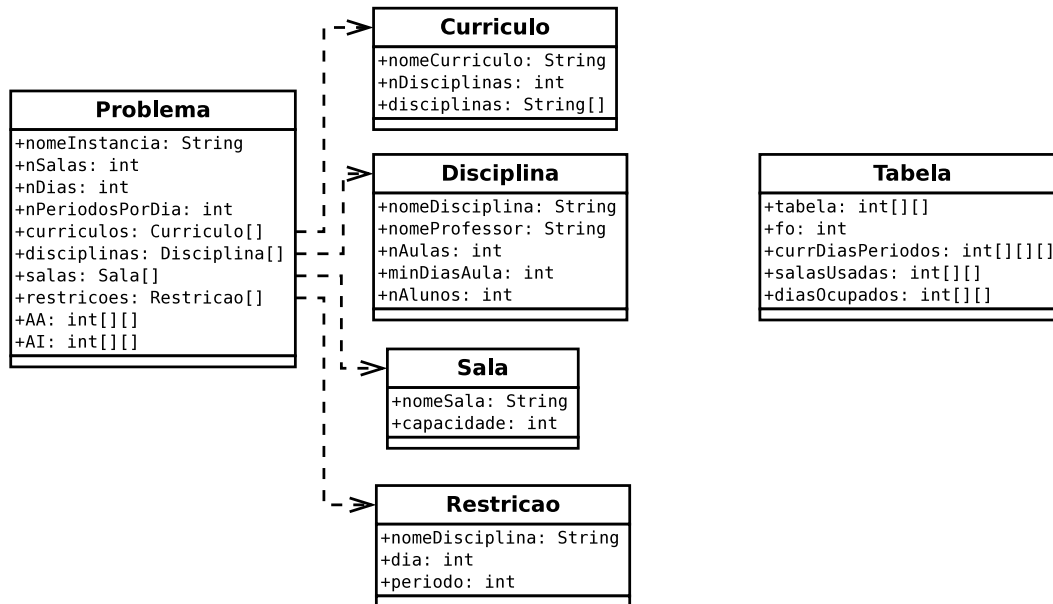 Problema
+nomeInstancia: String
+nSalas: int
+nDias: int
+nPeriodosPorDia: int
+curriculos: Curriculo[]
+disciplinas: Disciplina[]
+salas: Sala[]
+restricoes: Restricao[]
+AA: int[][]
+AI: int[][]
Curriculo
+nomeCurriculo: String
+nDisciplinas: int
+disciplinas: String[]
Disciplina
+nomeDisciplina: String
+nomeProfessor: String
+nAulas: int
+minDiasAula: int
+nAlunos: int
Sala
+nomeSala: String
+capacidade: int
Restricao
+nomeDisciplina: String
+dia: int
+periodo: int
Tabela
+tabela: int[][]
+fo: int
+currDiasPeriodos: int[][][]
+salasUsadas: int[][]
+diasOcupados: int[][]